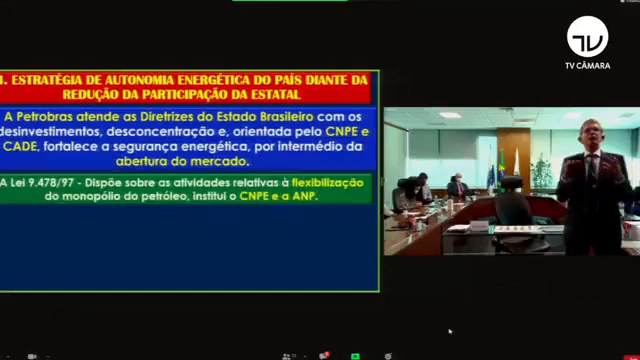 TV CÂMARA
3. ESTRATÉGIA DE AUTONOMIA ENERGÉTICA DO PAÍS DIANTE DA
REDUÇÃO DA PARTICIPAÇÃO DA ESTATAL
A Petrobras atende as Diretrizes do Estado Brasileiro com os
desinvestimentos, desconcentração e, orientada pelo CNPE e
CADE, fortalece a segurança energética, por intermédio da
abertura do mercado.
A Lei 9.478/97 - Dispõe sobre as atividades relativas à flexibilização
do monopólio do petróleo, institui o CNPE e a ANP.